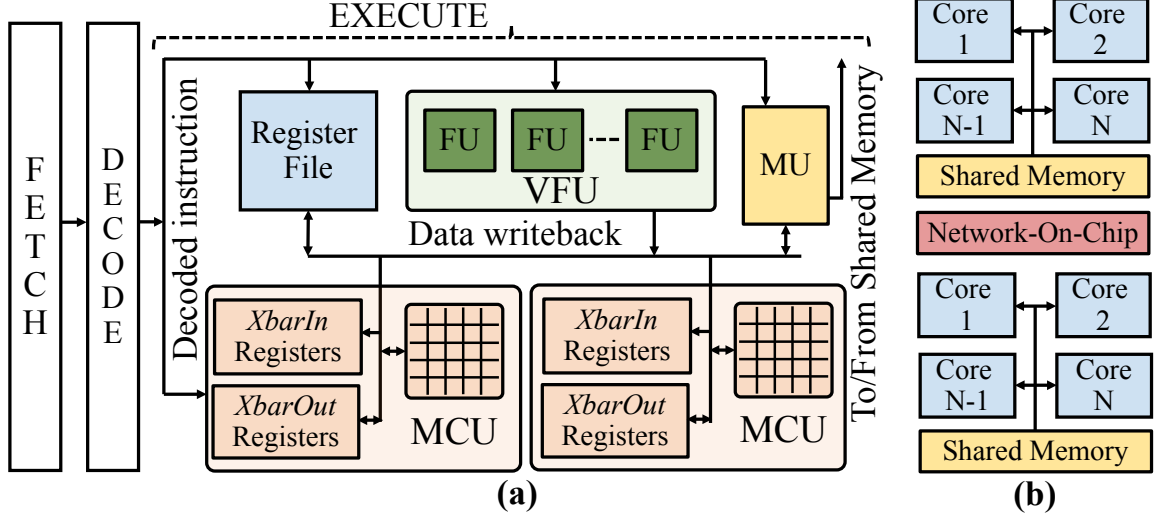 EXECUTE
FETCH
DECODE
Decoded instruction
Register
File
FU
FU
FU
VFU
MU
To/From Shared Memory
Data writeback
XbarIn
Registers
XbarOut
Registers
MCU
XbarIn
Registers
XbarOut
Registers
MCU
(a)
Core
1
Core
2
Core
N-1
Core
N
Shared Memory
Network-On-Chip
Core
1
Core
2
Core
N-1
Core
N
Shared Memory
(b)